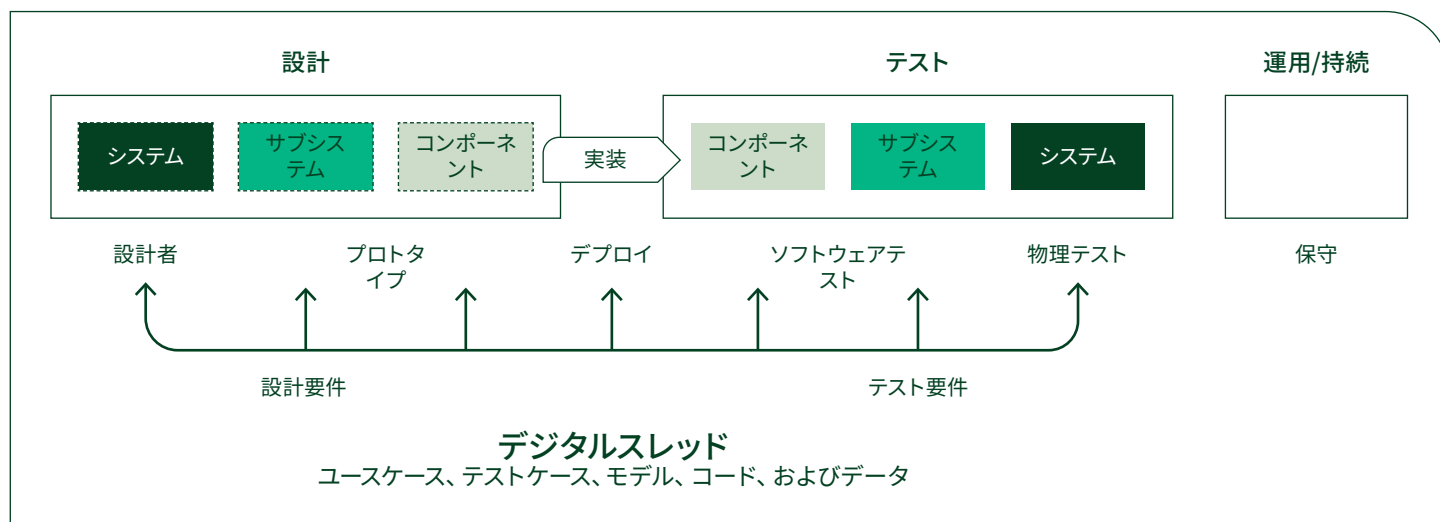 設計
テスト
運用/持続
システム
サブシス
テム
コンポーネ
ント
実装
コンポーネ
ント
サブシス
テム
システム
設計者
プロトタ
イプ
デプロイ
ソフトウェアテ
スト
物理テスト
保守
設計要件
テスト要件
デジタルスレッド
ユースケース、テストケース、モデル、コード、およびデータ